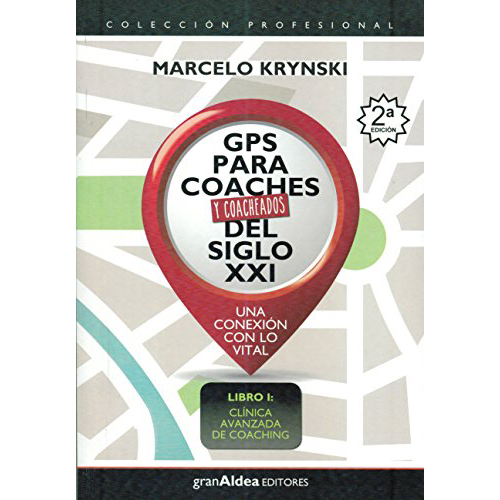 COLECCIÓN PROFESIONAL
MARCELO KRYNSKI
2ª
EDICIÓN
GPS
PARA
COACHES
Y COACHEADOS
DEL
SIGLO
XXI
UNA
CONEXIÓN
CON LO
VITAL
LIBRO I:
CLÍNICA
AVANZADA
DE COACHING
granAldea EDITORES